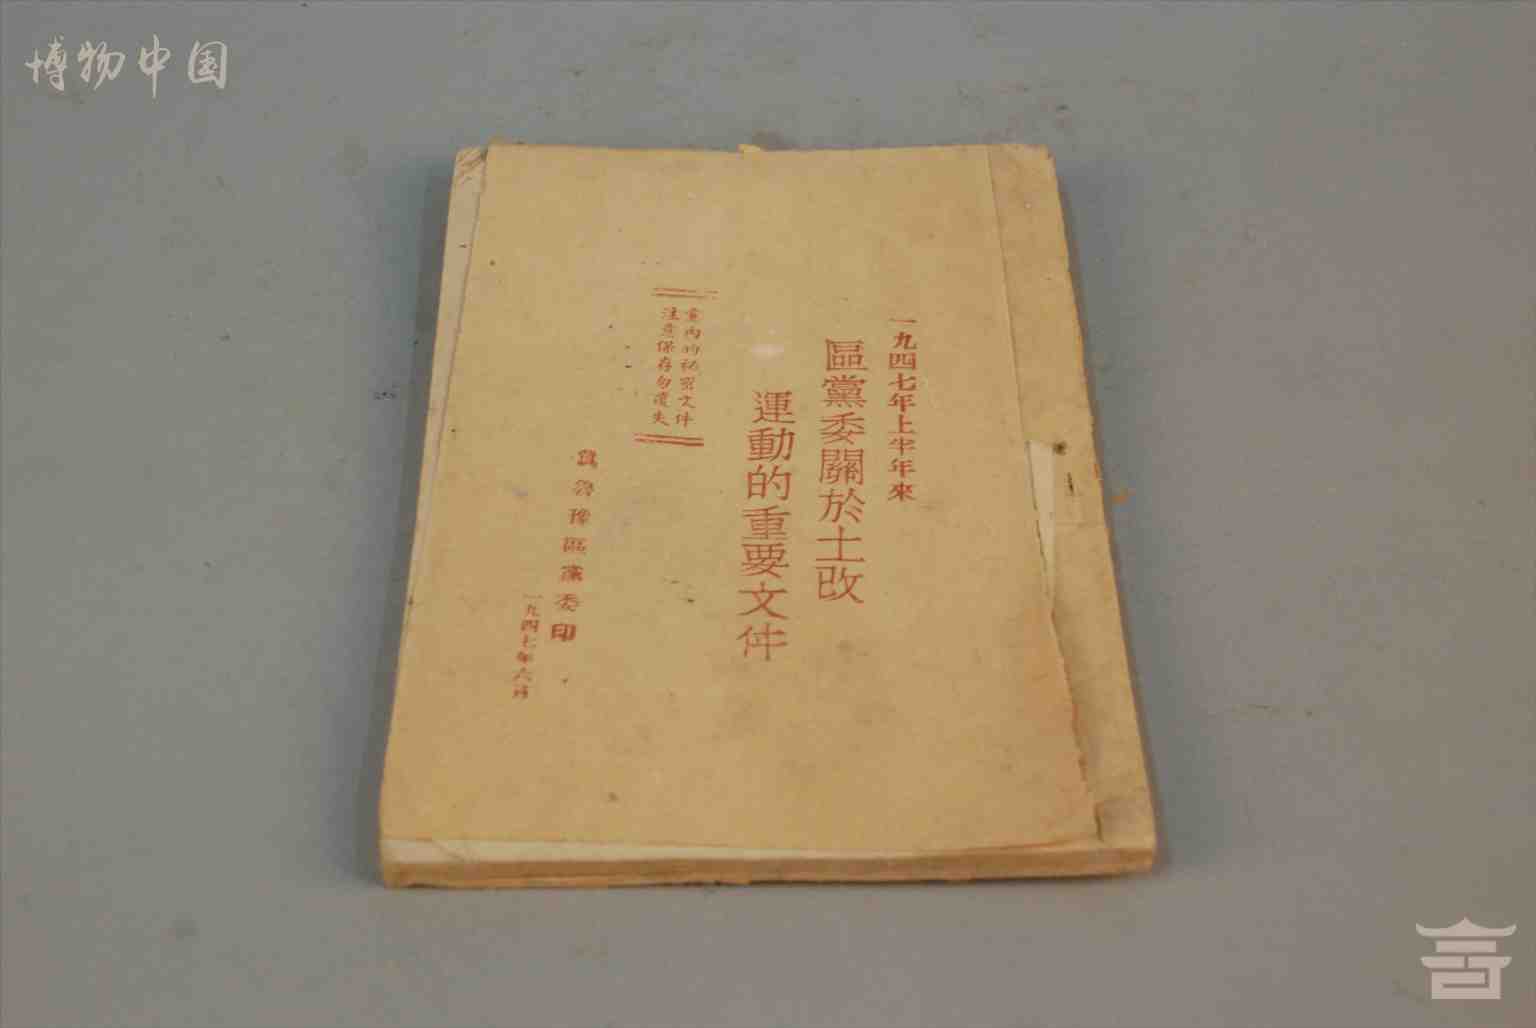 博物中国
一九四七年上半年來
區黨委關於土改
運動的重要文件
黨內的秘密文件
注意保存勿遺失
冀魯豫區黨委印
一九四七年六月